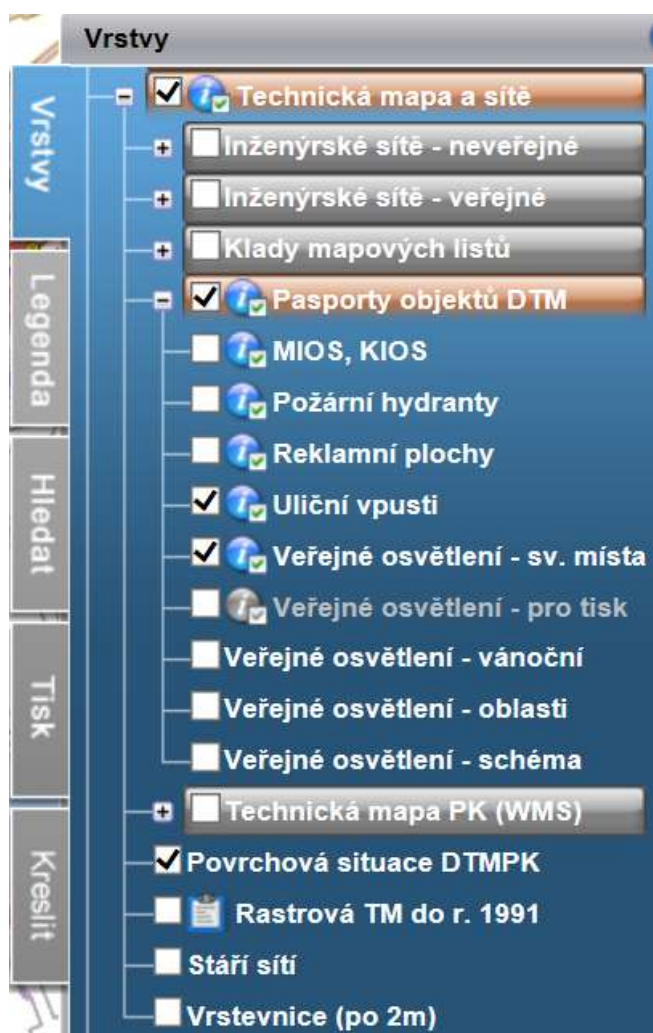 Vrstvy
Vrstvy
Legenda
Hledat
Tisk
Kreslit
Technická mapa a sítě
Inženýrské sítě - neveřejné
Inženýrské sítě - veřejné
Klady mapových listů
Pasporty objektů DTM
MIOS, KIOS
Požární hydranty
Reklamní plochy
Uliční vpusti
Veřejné osvětlení - sv. místa
Veřejné osvětlení - pro tisk
Veřejné osvětlení - vánoční
Veřejné osvětlení - oblasti
Veřejné osvětlení - schéma
Technická mapa PK (WMS)
Povrchová situace DTMPK
Rastrová TM do r. 1991
Stáří sítí
Vrstevnice (po 2m)